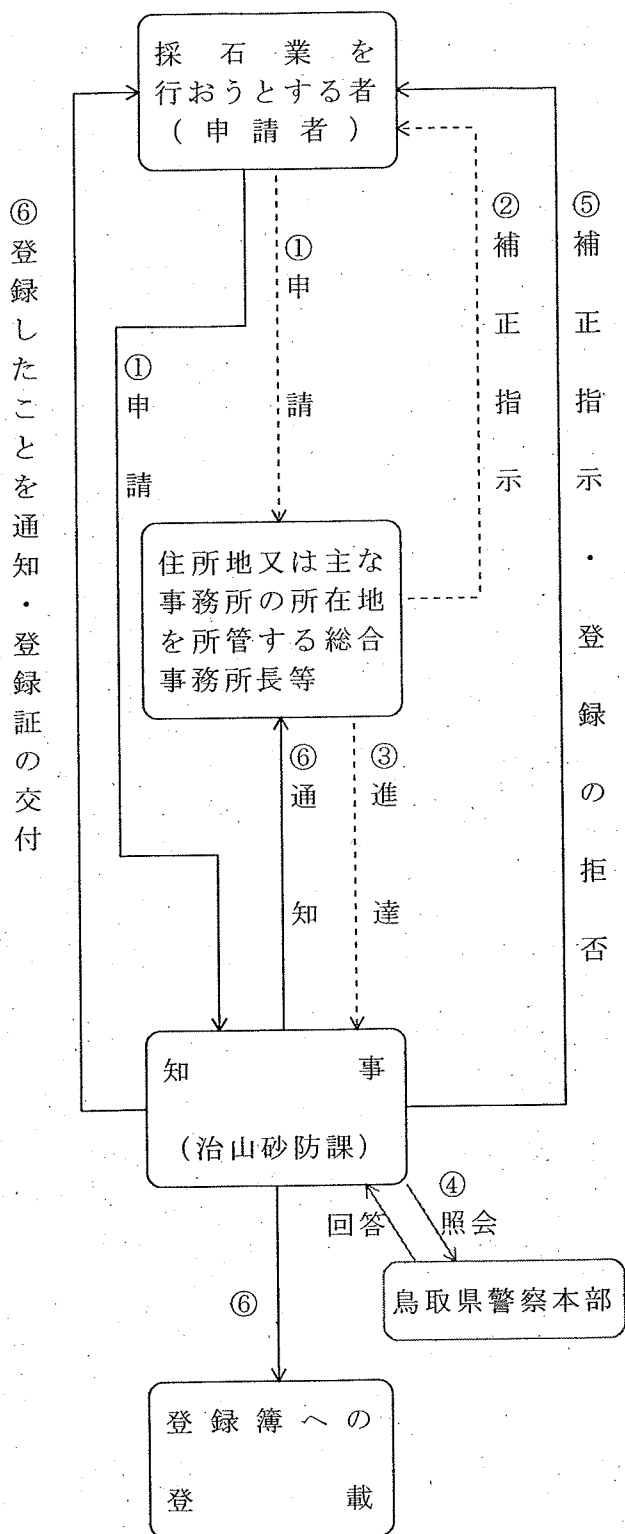 採石業を
行おうとする者
(申請者)
⑥登録したことを通知・登録証の交付
①申請
①申請
②補正指示
⑤補正指示・登録の拒否
住所地又は主な
事務所の所在地
を所管する総合
事務所長等
⑥通知
③進達
知事
(治山砂防課)
④
照会
回答
鳥取県警察本部
⑥
登録簿への
登載